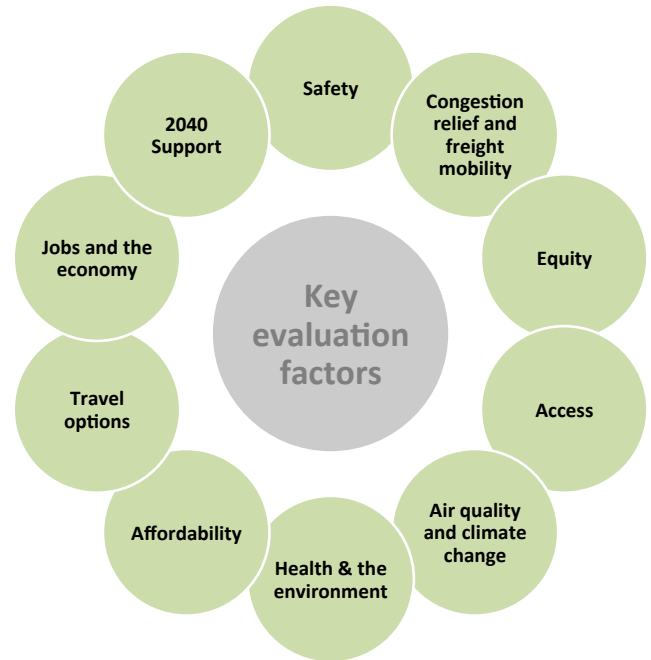 Safety
Congestion
relief and
freight
mobility
Equity
Access
Air quality
and climate
change
Health & the
environment
Affordability
Travel
options
Jobs and the
economy
2040
Support
Key
evaluation
factors